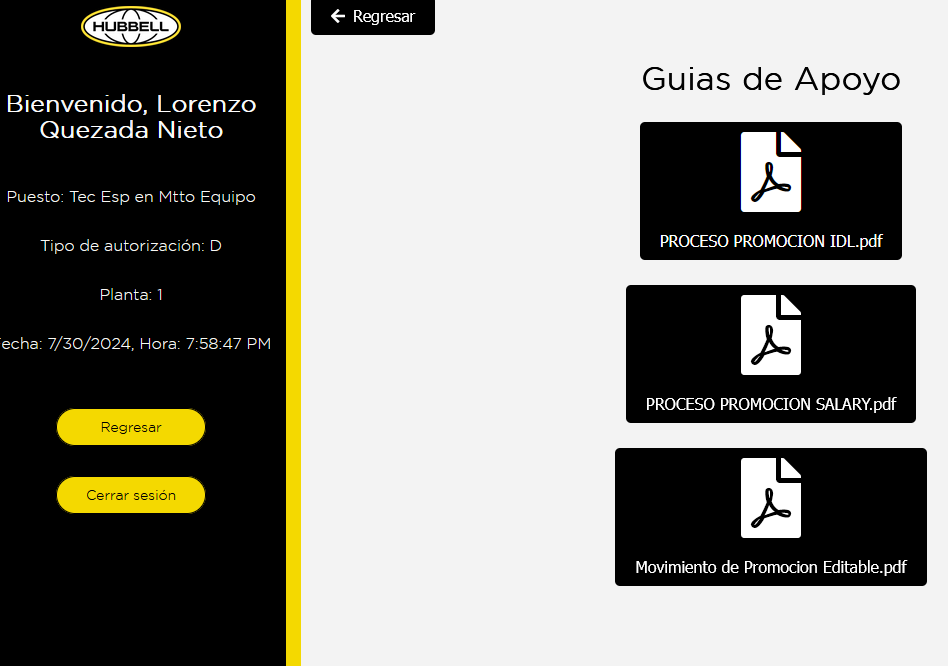 HUBBELL
Bienvenido, Lorenzo
Quezada Nieto
Puesto: Tec Esp en Mtto Equipo
Tipo de autorización: D
Planta: 1
echa: 7/30/2024, Hora: 7:58:47 PM
Regresar
Cerrar sesión
Regresar
Guias de Apoyo
PROCESO PROMOCION IDL.pdf
PROCESO PROMOCION SALARY.pdf
Movimiento de Promocion Editable.pdf